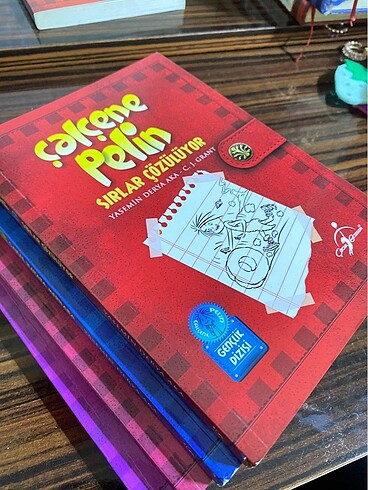 çalçene
Pelin
SIRLAR ÇÖZÜLÜYOR
YASEMİN DERYA AKA - C. J. GRANT
GENÇLİK
DİZİSİ